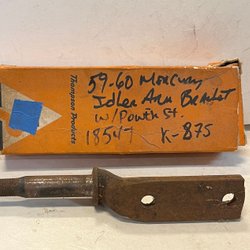 Thompson Products
59-60 Mercury
Idler Arm Bracket
w/Power St.
18547 K-875